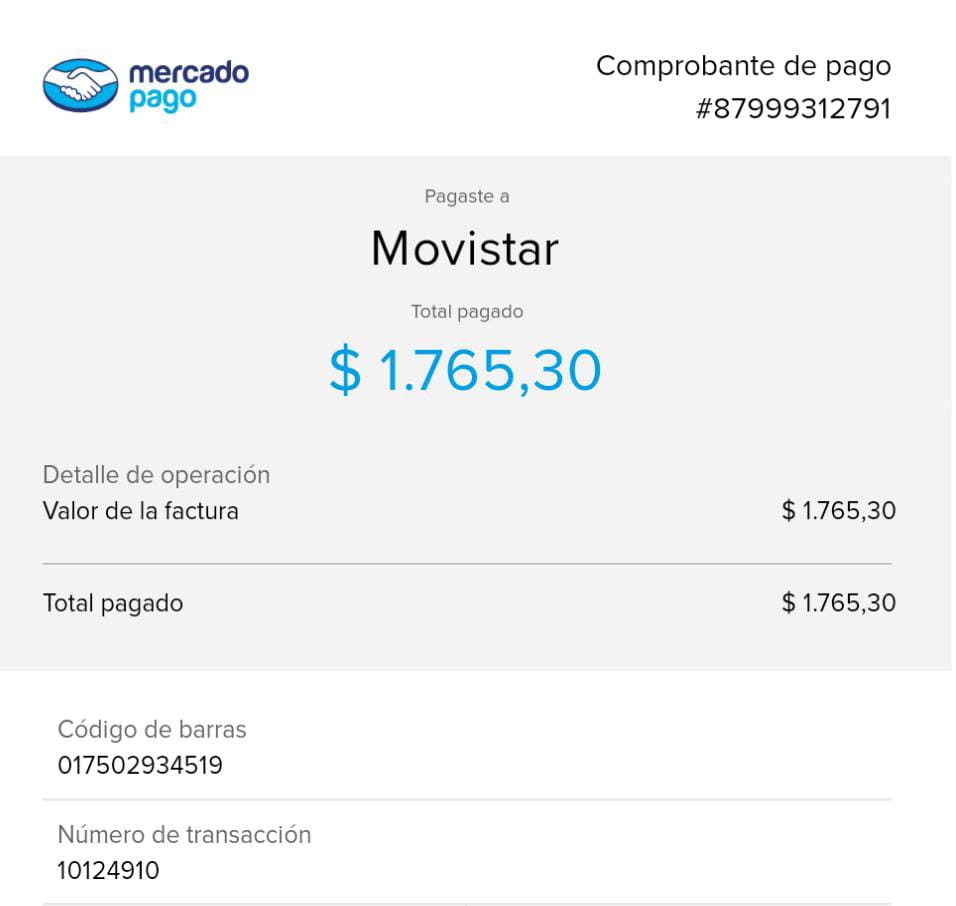 mercado
pago
Comprobante de pago
#87999312791
Pagaste a
Movistar
Total pagado
$ 1.765,30
Detalle de operación
Valor de la factura $ 1.765,30
Total pagado $ 1.765,30
Código de barras
017502934519
Número de transacción
10124910